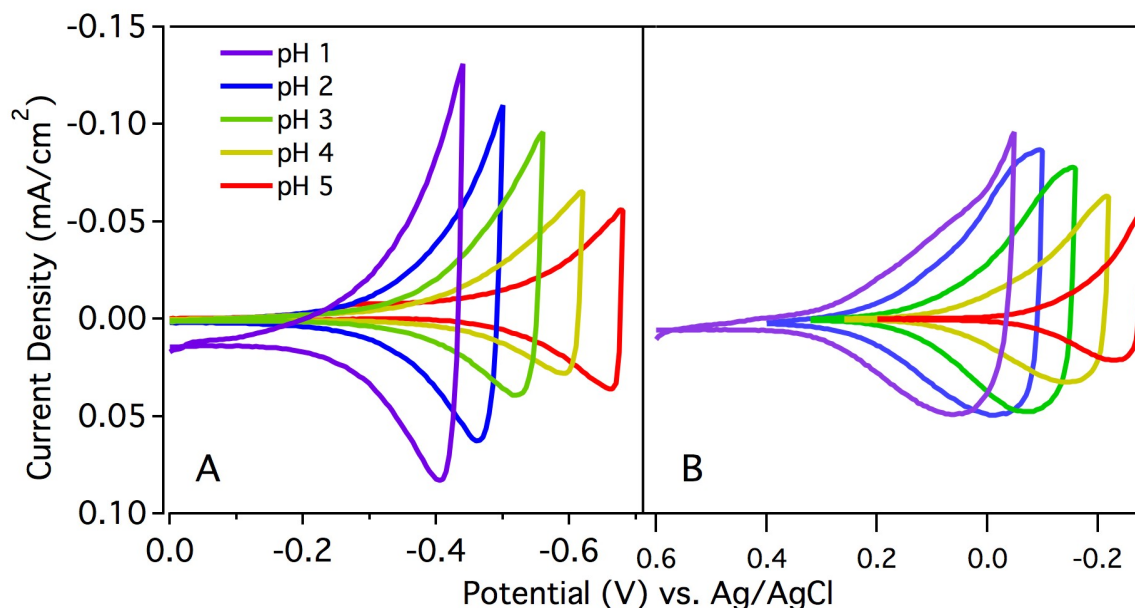 -0.15
-0.10
-0.05
0.00
0.05
0.10
Current Density (mA/cm²)
pH 1
pH 2
pH 3
pH 4
pH 5
A
B
0.0 -0.2 -0.4 -0.6
0.6 0.4 0.2 0.0 -0.2
Potential (V) vs. Ag/AgCl